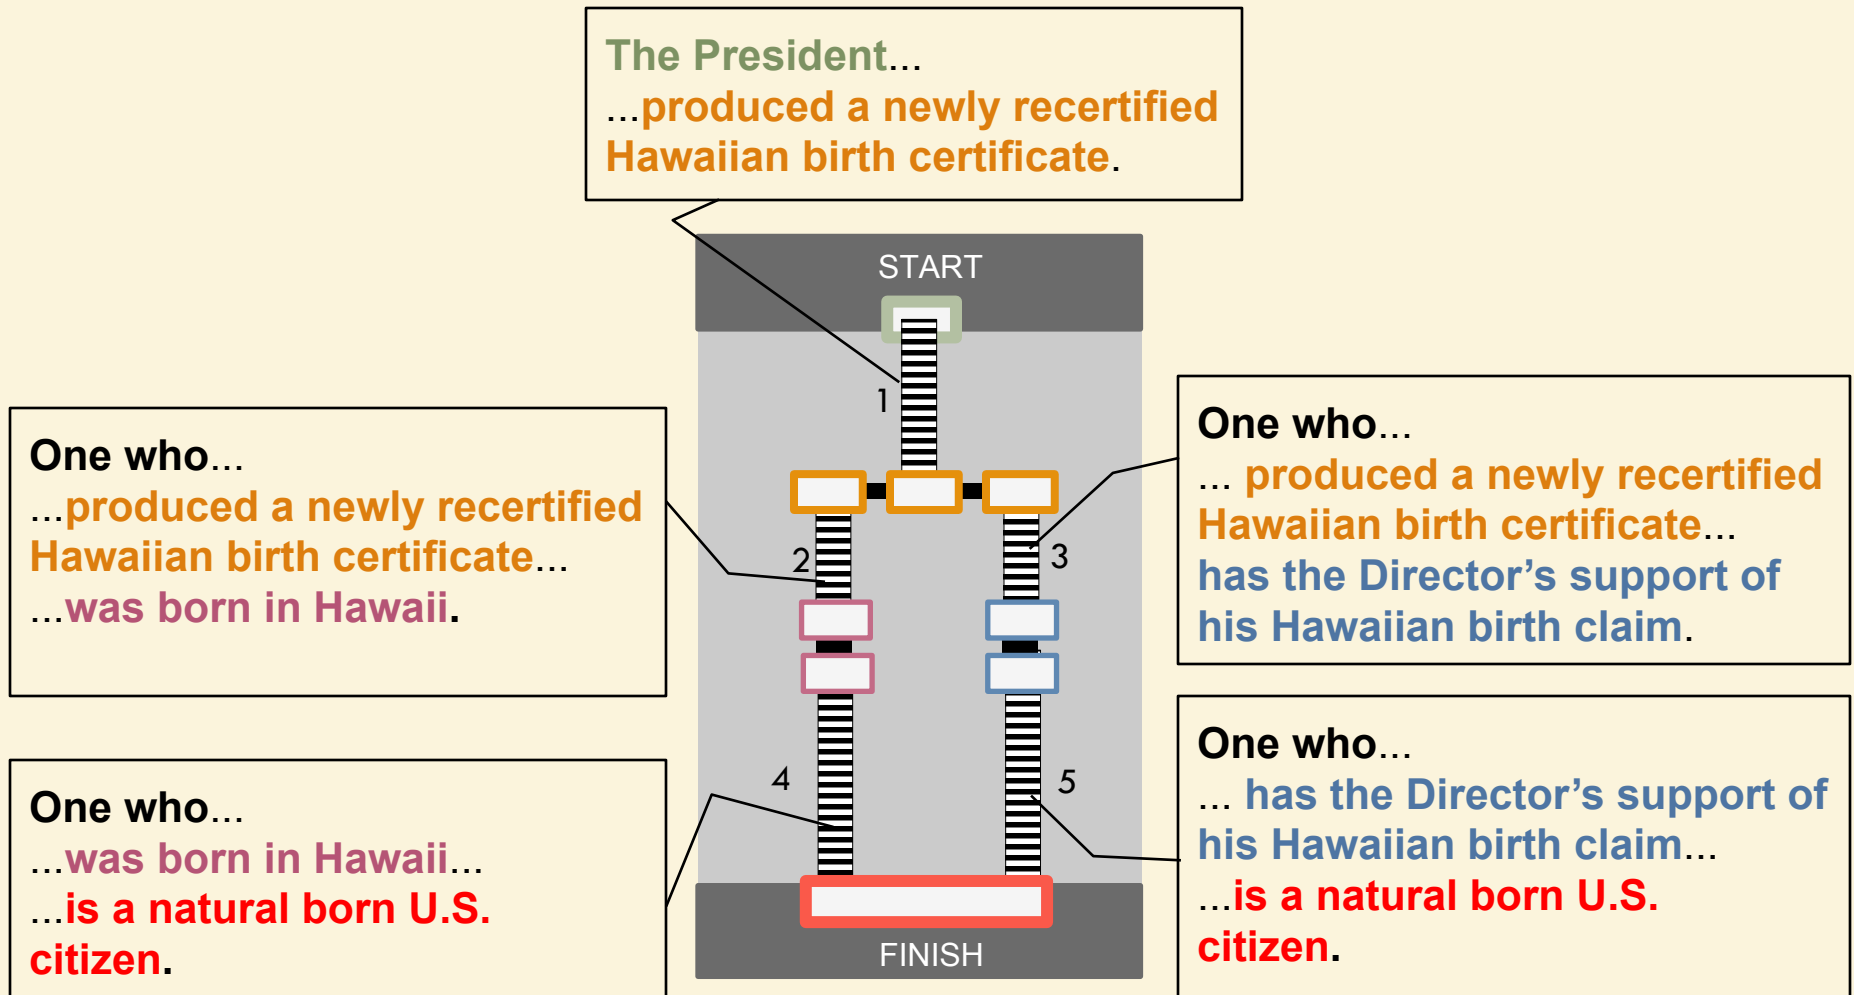 The President...
...produced a newly recertified
Hawaiian birth certificate.
START
1
One who...
...produced a newly recertified
Hawaiian birth certificate...
...was born in Hawaii.
2
3
One who...
... produced a newly recertified
Hawaiian birth certificate...
has the Director’s support of
his Hawaiian birth claim.
One who...
...was born in Hawaii...
...is a natural born U.S.
citizen.
4
5
One who...
... has the Director’s support of
his Hawaiian birth claim...
...is a natural born U.S.
citizen.
FINISH